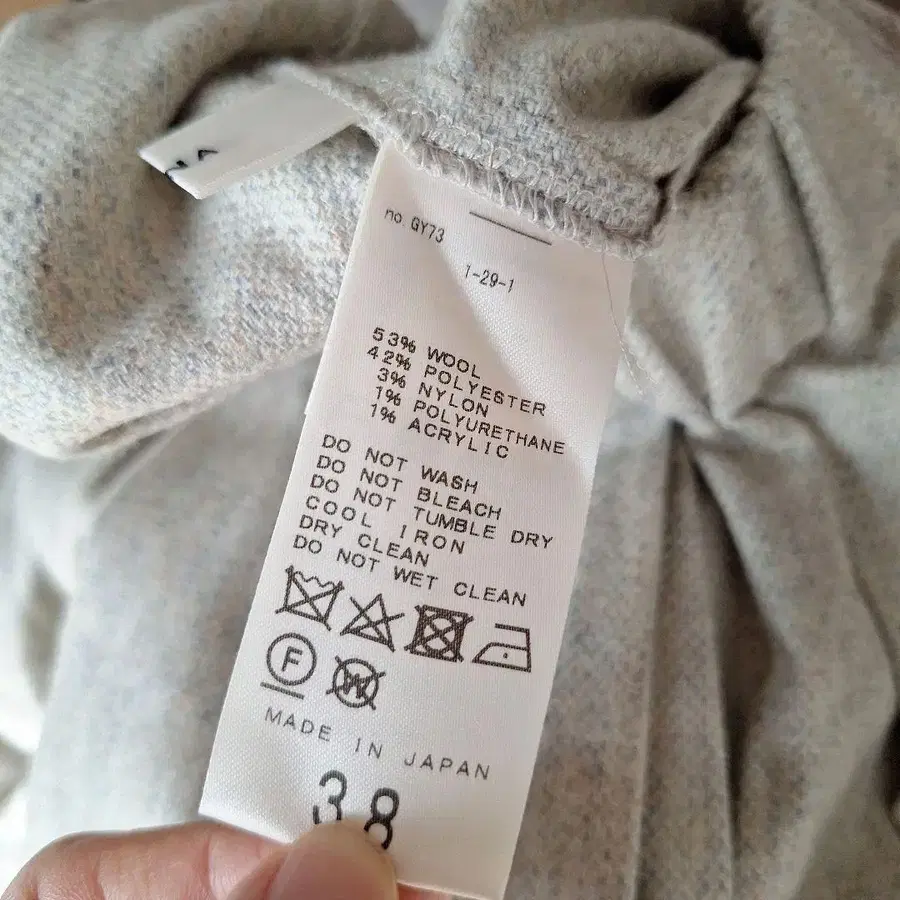 no. GY73
1-29-1
53% WOOL
42% POLYESTER
3% NYLON
1% POLYURETHANE
1% ACRYLIC
DO NOT WASH
DO NOT BLEACH
DO NOT TUMBLE DRY
COOL IRON
DRY CLEAN
DO NOT WET CLEAN
F
W
MADE IN JAPAN
38